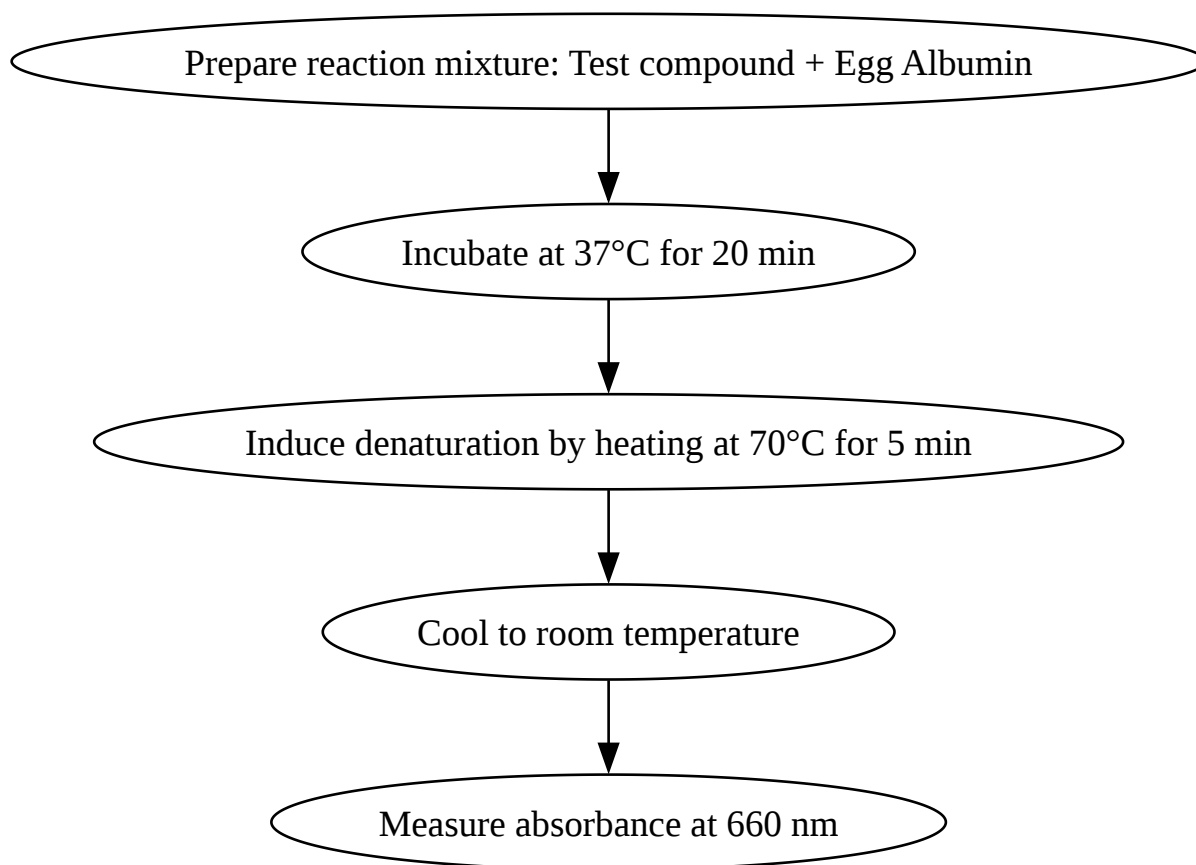 Prepare reaction mixture: Test compound + Egg Albumin
Incubate at 37°C for 20 min
Induce denaturation by heating at 70°C for 5 min
Cool to room temperature
Measure absorbance at 660 nm